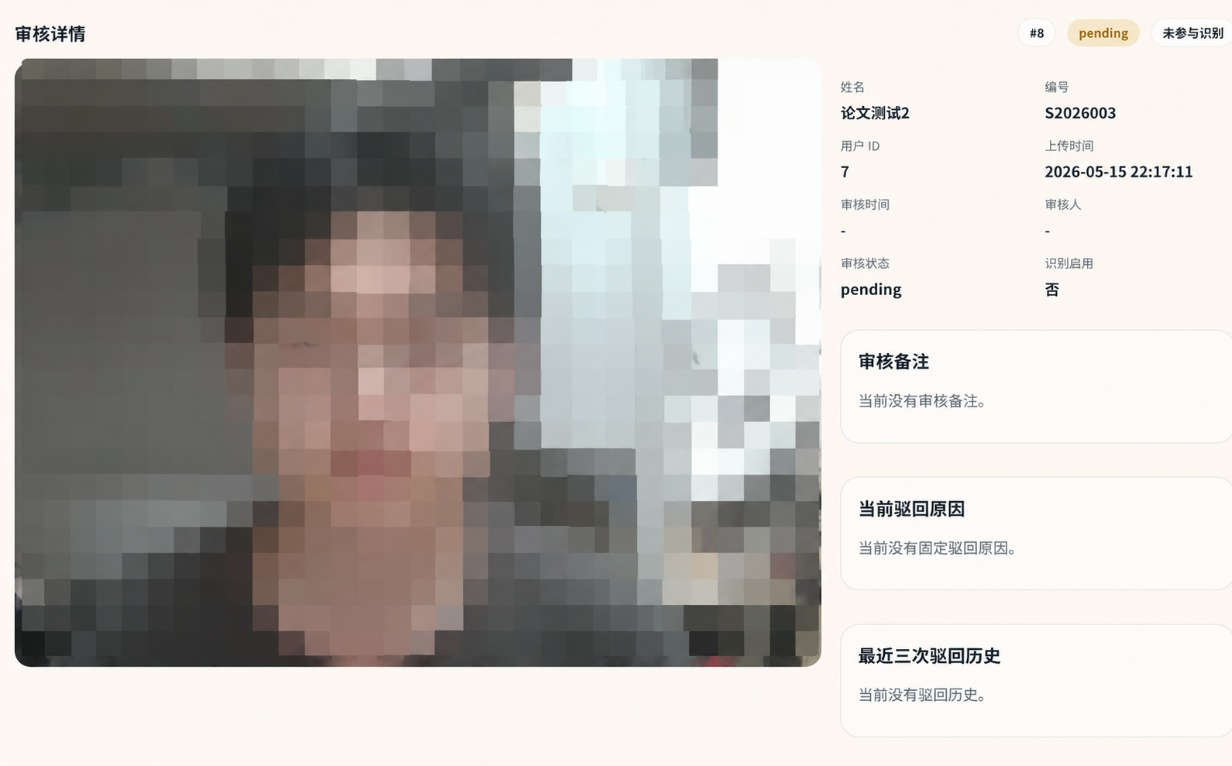 审核详情
#8
pending
未参与识别
姓名
编号
论文测试2
S2026003
用户 ID
上传时间
7
2026-05-15 22:17:11
审核时间
审核人
-
-
审核状态
识别启用
pending
否
审核备注
当前没有审核备注。
当前驳回原因
当前没有固定驳回原因。
最近三次驳回历史
当前没有驳回历史。